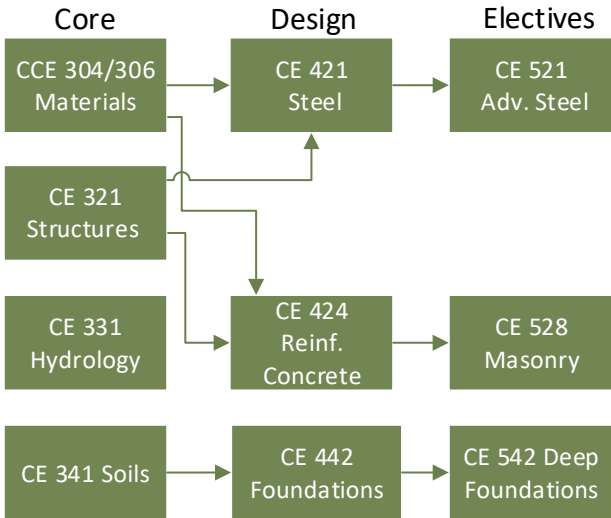 Core
Design
Electives
CCE 304/306
Materials
CE 421
Steel
CE 521
Adv. Steel
CE 321
Structures
CE 331
Hydrology
CE 424
Reinf.
Concrete
CE 528
Masonry
CE 341 Soils
CE 442
Foundations
CE 542 Deep
Foundations